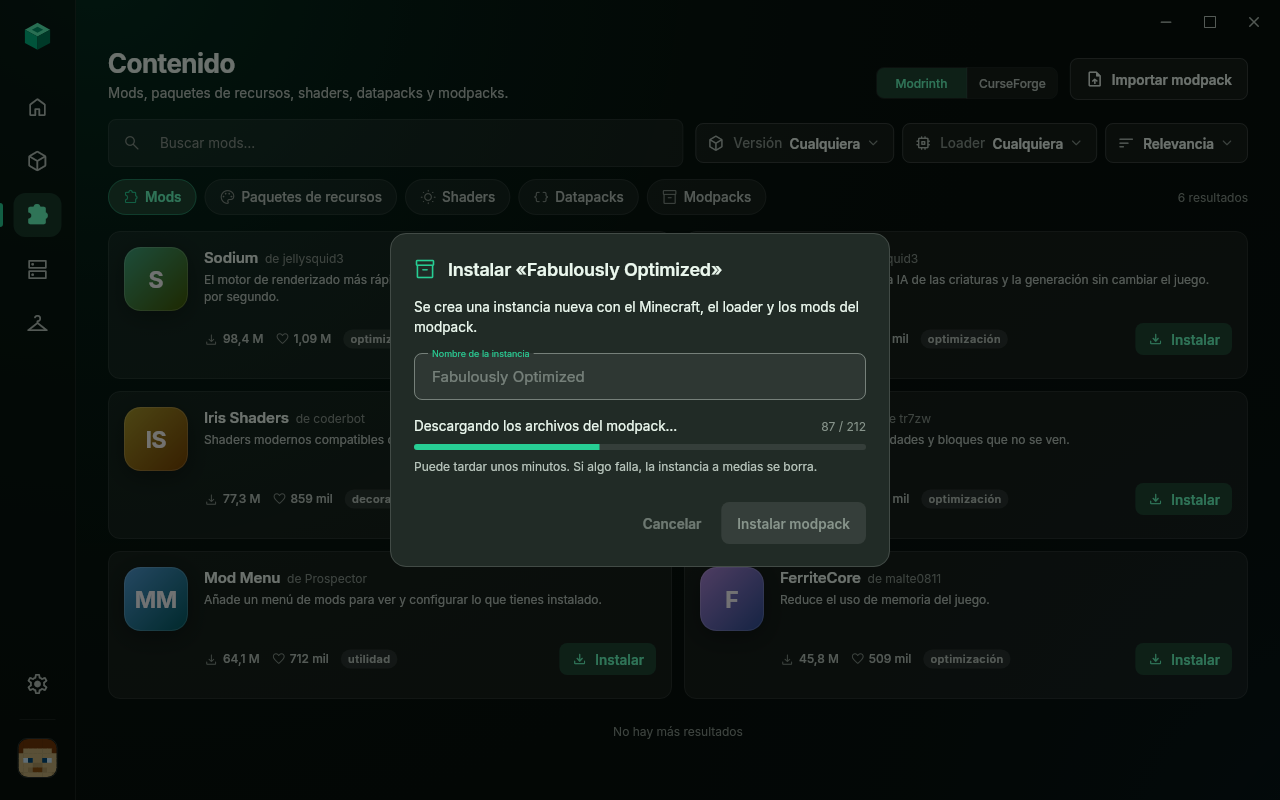 Contenido
Mods, paquetes de recursos, shaders, datapacks y modpacks.
Modrinth
CurseForge
Importar modpack
Buscar mods...
Versión Cualquiera
Loader Cualquiera
Relevancia
Mods
Paquetes de recursos
Shaders
Datapacks
Modpacks
6 resultados
S
Sodium de jellysquid3
El motor de renderizado más
por segundo.
98,4 M
1,09 M
IA de las criaturas y la generación sin cambiar el juego.
mil
optimización
Instalar
Instalar «Fabulously Optimized»
Se crea una instancia nueva con el Minecraft, el loader y los mods del
modpack.
Nombre de la instancia
Fabulously Optimized
Descargando los archivos del modpack...
87 / 212
Puede tardar unos minutos. Si algo falla, la instancia a medias se borra.
Cancelar
Instalar modpack
IS
Iris Shaders de coderbot
Shaders modernos compatibles
77,3 M
859 mil
tr7zw
y bloques que no se ven.
mil
optimización
Instalar
MM
Mod Menu de Prospector
Añade un menú de mods para ver y configurar lo que tienes instalado.
64,1 M
712 mil
utilidad
Instalar
F
FerriteCore de malte0811
Reduce el uso de memoria del juego.
45,8 M
509 mil
optimización
Instalar
No hay más resultados